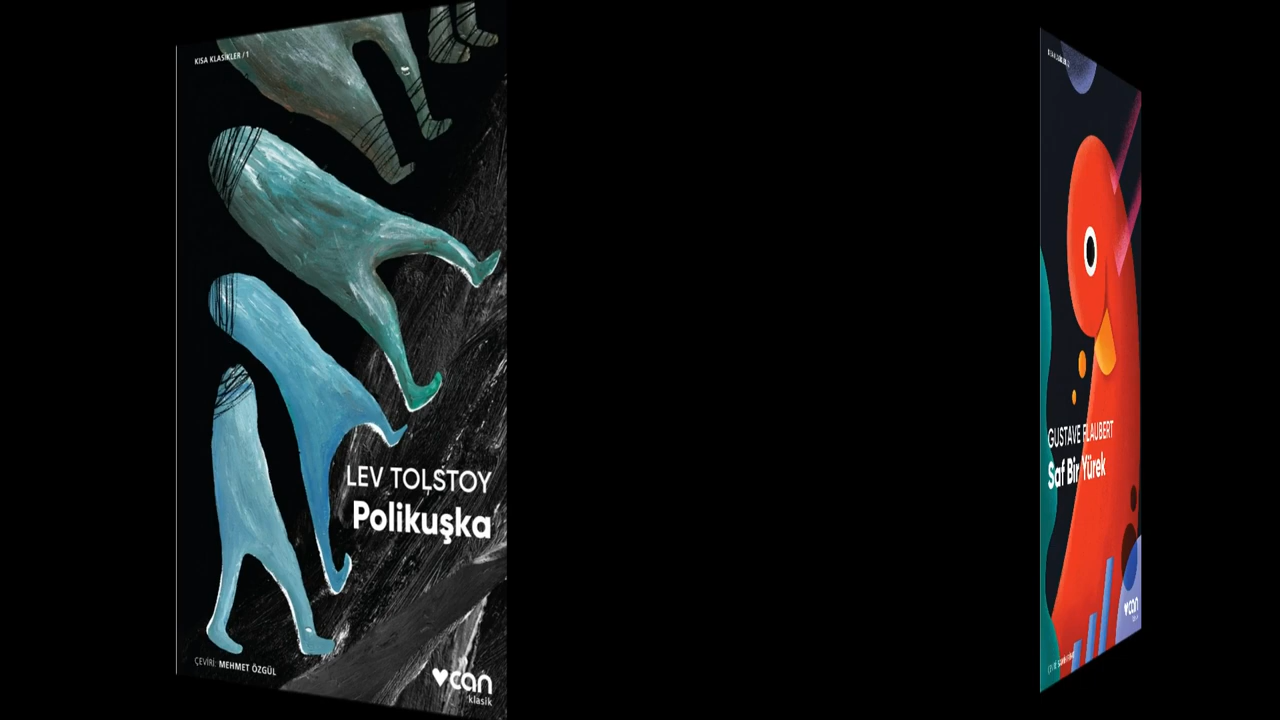 KISA KLASİKLER / 1
LEV TOLSTOY
Polikuşka
ÇEVİRİ: MEHMET ÖZGÜL
can
klasik
GUSTAVE FLAUBERT
Saf Bir Yürek
can